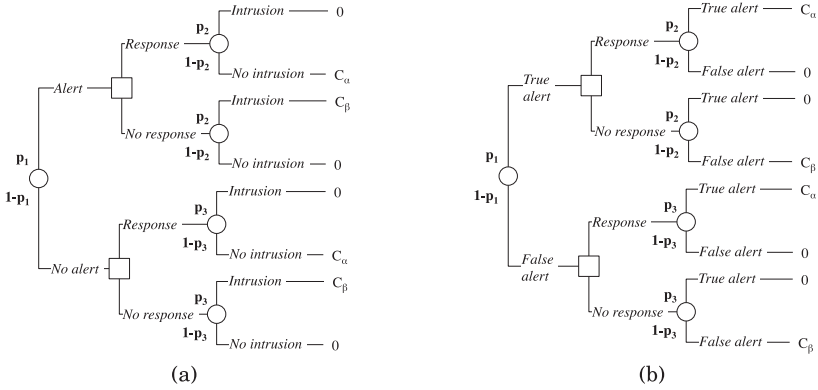 p1
1-p1
Alert
No alert
Response
No response
Response
No response
p2
1-p2
p2
1-p2
p3
1-p3
p3
1-p3
Intrusion 0
No intrusion Cα
Intrusion Cβ
No intrusion 0
Intrusion 0
No intrusion Cα
Intrusion Cβ
No intrusion 0
(a)
p1
1-p1
True alert
False alert
Response
No response
Response
No response
p2
1-p2
p2
1-p2
p3
1-p3
p3
1-p3
True alert Cα
False alert 0
True alert 0
False alert Cβ
True alert Cα
False alert 0
True alert 0
False alert Cβ
(b)